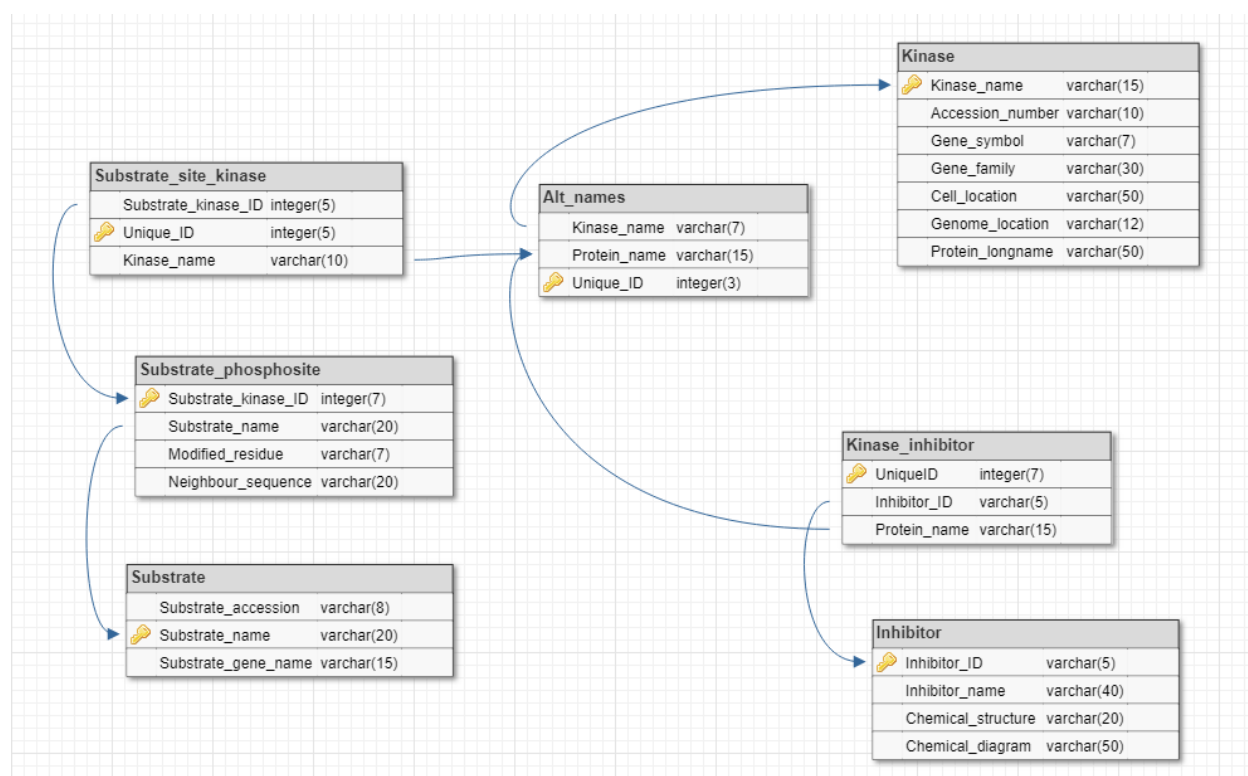 Kinase
Kinase_name varchar(15)
Accession_number varchar(10)
Gene_symbol varchar(7)
Gene_family varchar(30)
Cell_location varchar(50)
Genome_location varchar(12)
Protein_longname varchar(50)
Substrate_site_kinase
Substrate_kinase_ID integer(5)
Unique_ID integer(5)
Kinase_name varchar(10)
Alt_names
Kinase_name varchar(7)
Protein_name varchar(15)
Unique_ID integer(3)
Substrate_phosphosite
Substrate_kinase_ID integer(7)
Substrate_name varchar(20)
Modified_residue varchar(7)
Neighbour_sequence varchar(20)
Kinase_inhibitor
UniqueID integer(7)
Inhibitor_ID varchar(5)
Protein_name varchar(15)
Substrate
Substrate_accession varchar(8)
Substrate_name varchar(20)
Substrate_gene_name varchar(15)
Inhibitor
Inhibitor_ID varchar(5)
Inhibitor_name varchar(40)
Chemical_structure varchar(20)
Chemical_diagram varchar(50)